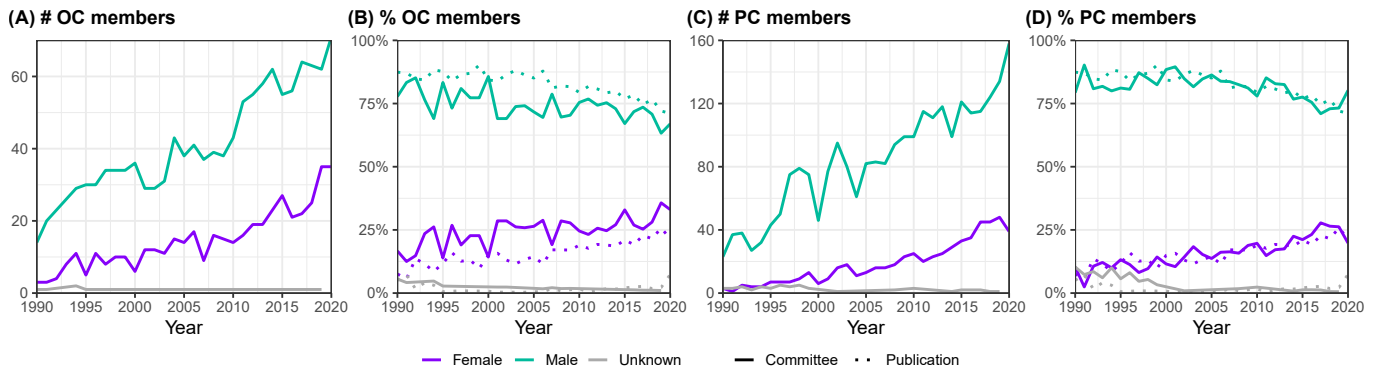 (A) # OC members
60
40
20
0
1990 1995 2000 2005 2010 2015 2020
Year
(B) % OC members
100%
75%
50%
25%
0%
1990 1995 2000 2005 2010 2015 2020
Year
(C) # PC members
160
120
80
40
0
1990 1995 2000 2005 2010 2015 2020
Year
(D) % PC members
100%
75%
50%
25%
0%
1990 1995 2000 2005 2010 2015 2020
Year
Female Male Unknown Committee Publication